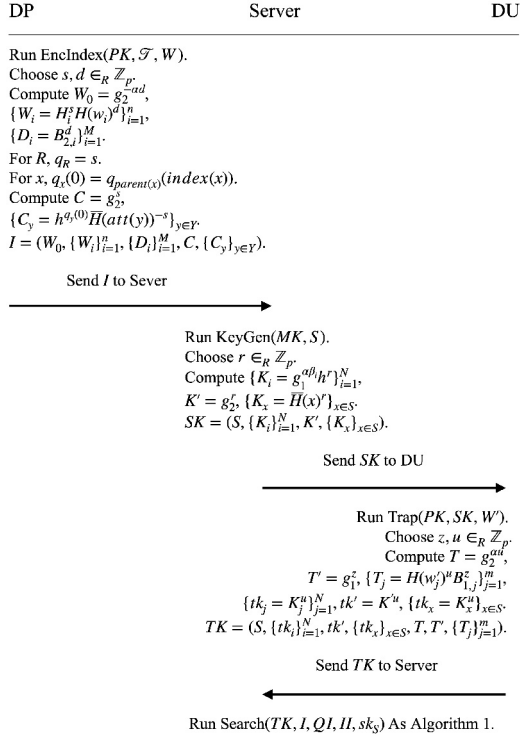 DP Server DU
Run EncIndex(PK, 𝒯, W).
Choose s, d ∈_R ℤ_p.
Compute W_0 = g_2^{-αd},
{W_i = H_i^s H(w_i)^d}_{i=1}^n,
{D_i = B_{2,i}^d}_{i=1}^M.
For R, q_R = s.
For x, q_x(0) = q_{parent(x)}(index(x)).
Compute C = g_2^s,
{C_y = h^{q_y(0)} H̅(att(y))^{-s}}_{y∈Y}.
I = (W_0, {W_i}_{i=1}^n, {D_i}_{i=1}^M, C, {C_y}_{y∈Y}).
Send I to Sever
Run KeyGen(MK, S).
Choose r ∈_R ℤ_p.
Compute {K_i = g_1^{αβ_i} h^r}_{i=1}^N,
K' = g_2^r, {K_x = H̅(x)^r}_{x∈S}.
SK = (S, {K_i}_{i=1}^N, K', {K_x}_{x∈S}).
Send SK to DU
Run Trap(PK, SK, W').
Choose z, u ∈_R ℤ_p.
Compute T = g_2^{αu},
T' = g_1^z, {T_j = H(w'_j)^u B_{1,j}^z}_{j=1}^m,
{tk_j = K_j^u}_{j=1}^N, tk' = K'^u, {tk_x = K_x^u}_{x∈S}.
TK = (S, {tk_i}_{i=1}^N, tk', {tk_x}_{x∈S}, T, T', {T_j}_{j=1}^m).
Send TK to Server
Run Search(TK, I, QI, II, sk_S) As Algorithm 1.